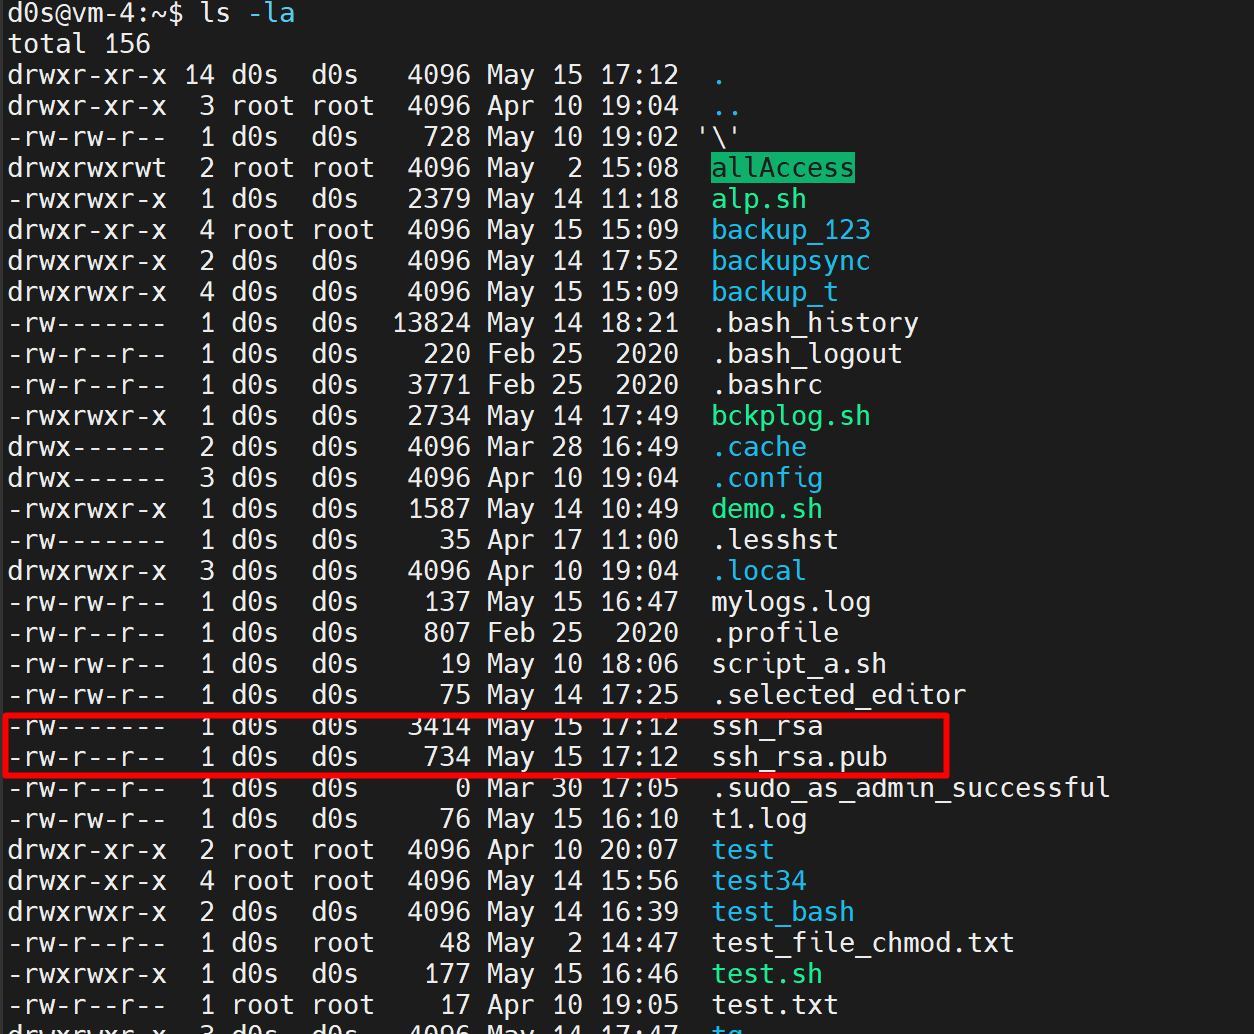 d0s@vm-4:~$ ls -la
total 156
drwxr-xr-x 14 d0s  d0s   4096 May 15 17:12  .
drwxr-xr-x  3 root root  4096 Apr 10 19:04  ..
-rw-rw-r--  1 d0s  d0s    728 May 10 19:02 '\'
drwxrwxrwt  2 root root  4096 May  2 15:08  allAccess
-rwxrwxr-x  1 d0s  d0s   2379 May 14 11:18  alp.sh
drwxr-xr-x  4 root root  4096 May 15 15:09  backup_123
drwxrwxr-x  2 d0s  d0s   4096 May 14 17:52  backupsync
drwxrwxr-x  4 d0s  d0s   4096 May 15 15:09  backup_t
-rw-------  1 d0s  d0s  13824 May 14 18:21  .bash_history
-rw-r--r--  1 d0s  d0s    220 Feb 25  2020  .bash_logout
-rw-r--r--  1 d0s  d0s   3771 Feb 25  2020  .bashrc
-rwxrwxr-x  1 d0s  d0s   2734 May 14 17:49  bckplog.sh
drwx------  2 d0s  d0s   4096 Mar 28 16:49  .cache
drwx------  3 d0s  d0s   4096 Apr 10 19:04  .config
-rwxrwxr-x  1 d0s  d0s   1587 May 14 10:49  demo.sh
-rw-------  1 d0s  d0s     35 Apr 17 11:00  .lesshst
drwxrwxr-x  3 d0s  d0s   4096 Apr 10 19:04  .local
-rw-rw-r--  1 d0s  d0s    137 May 15 16:47  mylogs.log
-rw-r--r--  1 d0s  d0s    807 Feb 25  2020  .profile
-rw-rw-r--  1 d0s  d0s     19 May 10 18:06  script_a.sh
-rw-rw-r--  1 d0s  d0s     75 May 14 17:25  .selected_editor
-rw-------  1 d0s  d0s   3414 May 15 17:12  ssh_rsa
-rw-r--r--  1 d0s  d0s    734 May 15 17:12  ssh_rsa.pub
-rw-r--r--  1 d0s  d0s      0 Mar 30 17:05  .sudo_as_admin_successful
-rw-rw-r--  1 d0s  d0s     76 May 15 16:10  t1.log
drwxr-xr-x  2 root root  4096 Apr 10 20:07  test
drwxr-xr-x  4 root root  4096 May 14 15:56  test34
drwxrwxr-x  2 d0s  d0s   4096 May 14 16:39  test_bash
-rw-r--r--  1 d0s  root    48 May  2 14:47  test_file_chmod.txt
-rwxrwxr-x  1 d0s  d0s    177 May 15 16:46  test.sh
-rw-r--r--  1 root root    17 Apr 10 19:05  test.txt
drwxrwxr-x  3 d0s  d0s   4096 May 14 17:47